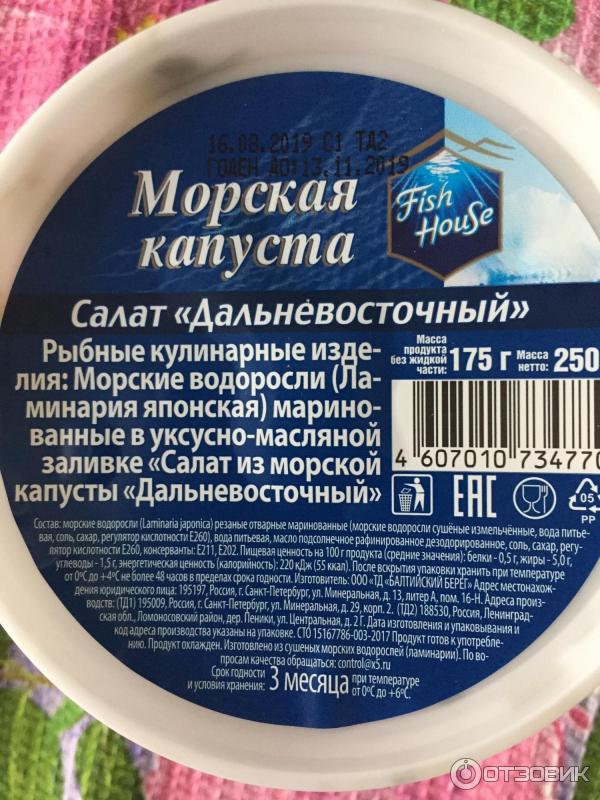 16.08.2019 С1 ТД2
ГОДЕН ДО:13.11.2019
Морская
капуста
Fish
House
Салат «Дальневосточный»
Рыбные кулинарные изде-
лия: Морские водоросли (Ла-
минария японская) марино-
ванные в уксусно-масляной
заливке «Салат из морской
капусты «Дальневосточный»
Масса
продукта
без жидкой
части:
175 г
Масса
нетто:
250
4 607010 734770
EAC
05
PP
Состав: морские водоросли (Laminaria japonica) резаные отварные маринованные (морские водоросли сушёные измельчённые, вода питье-
вая, соль, сахар, регулятор кислотности Е260), вода питьевая, масло подсолнечное рафинированное дезодорированное, соль, сахар, регу-
лятор кислотности Е260, консерванты: Е211, Е202. Пищевая ценность на 100 г продукта (средние значения): белки - 0,5 г, жиры - 5,0 г,
углеводы - 1,5 г, энергетическая ценность (калорийность): 220 кДж (55 ккал). После вскрытия упаковки хранить при температуре
от 0°С до +4°С не более 48 часов в пределах срока годности. Изготовитель: ООО «ТД «БАЛТИЙСКИЙ БЕРЕГ» Адрес местонахож-
дения юридического лица: 195197, Россия, г. Санкт-Петербург, ул. Минеральная, д. 13, литер А, пом. 16-Н. Адреса произ-
водств: (ТД1) 195009, Россия, г. Санкт-Петербург, ул. Минеральная, д. 29, корп. 2. (ТД2) 188530, Россия, Ленинград-
ская обл., Ломоносовский район, дер. Пеники, ул. Центральная, д. 2 Г. Дата изготовления и упаковывания и
код адреса производства указаны на упаковке. СТО 15167786-003-2017 Продукт готов к употребле-
нию. Продукт охлажден. Изготовлено из сушеных морских водорослей (ламинарии). По во-
просам качества обращаться: control@x5.ru
Срок годности
и условия хранения:
3 месяца
при температуре
от 0°С до +6°С.
ОТЗОВИК